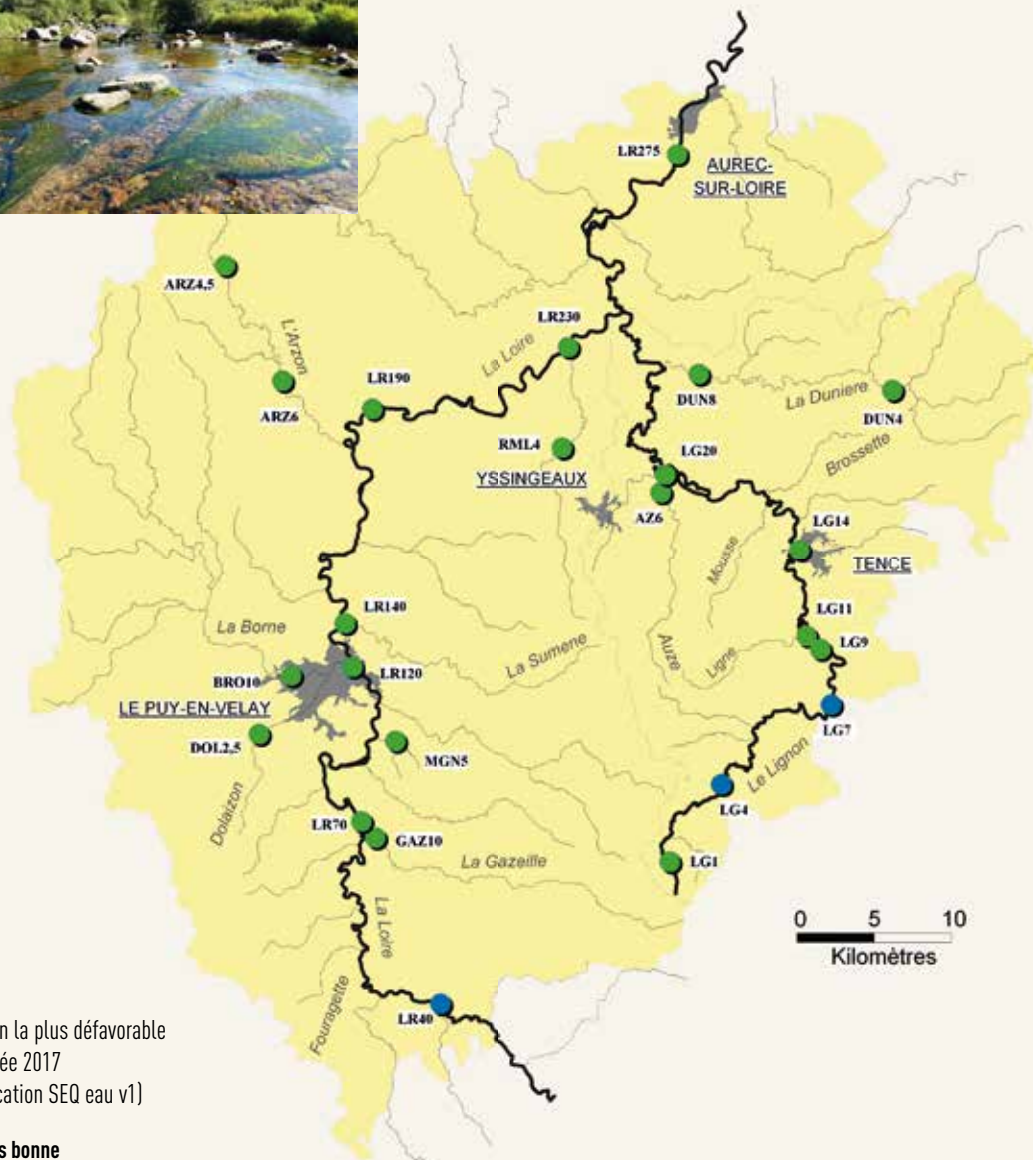 LR275
AUREC-
SUR-LOIRE
ARZ4,5
L'Arzon
LR230
La Loire
LR190
ARZ6
DUN8
La Duniere
DUN4
RML4
LG20
Brossette
YSSINGEAUX
AZ6
LG14
Mousse
TENCE
LR140
LG11
La Borne
La Sumene
Auze
Ligne
LG9
BRO10
LR120
LE PUY-EN-VELAY
LG7
DOL2,5
MGN5
Le Lignon
LG4
Dolaizon
LR70
GAZ10
La Gazeille
LG1
La Loire
0 5 10
Kilomètres
Fouragette
LR40
n la plus défavorable
ée 2017
cation SEQ eau v1)
s bonne